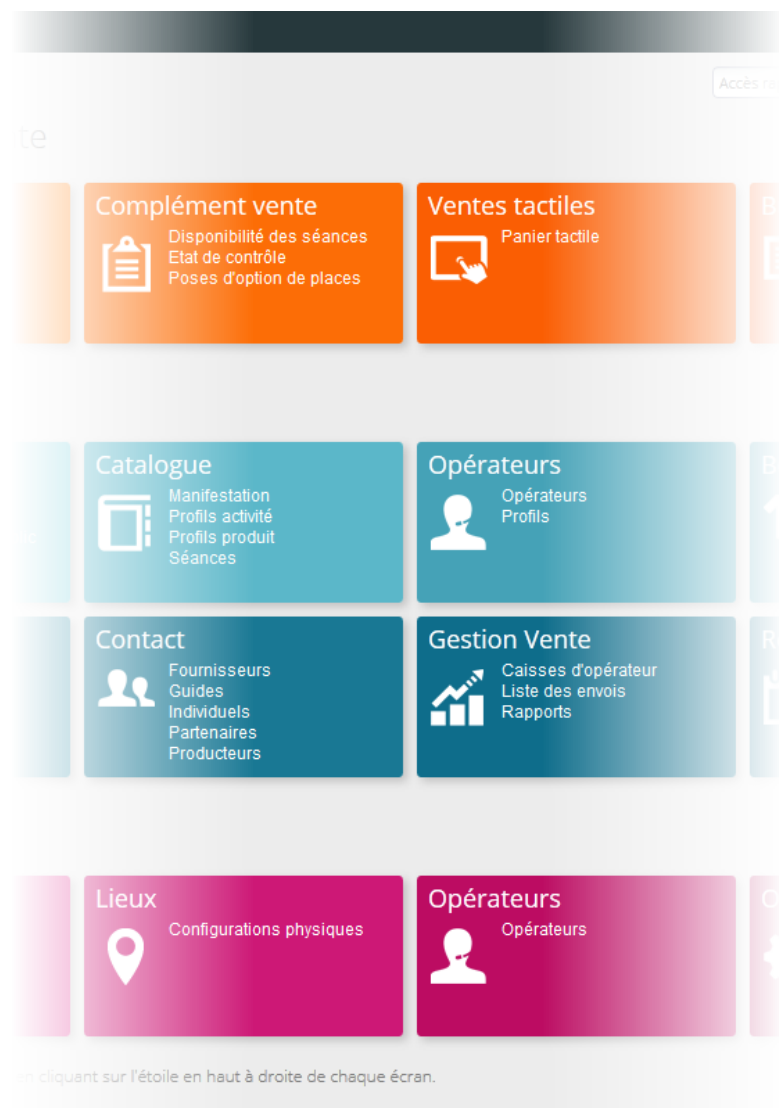 Accès
te
Complément vente
Disponibilité des séances
Etat de contrôle
Poses d'option de places
Ventes tactiles
Panier tactile
B
Catalogue
Manifestation
Profils activité
Profils produit
Séances
Opérateurs
Opérateurs
Profils
B
Contact
Fournisseurs
Guides
Individuels
Partenaires
Producteurs
Gestion Vente
Caisses d'opérateur
Liste des envois
Rapports
R
Lieux
Configurations physiques
Opérateurs
Opérateurs
cliquant sur l'étoile en haut à droite de chaque écran.